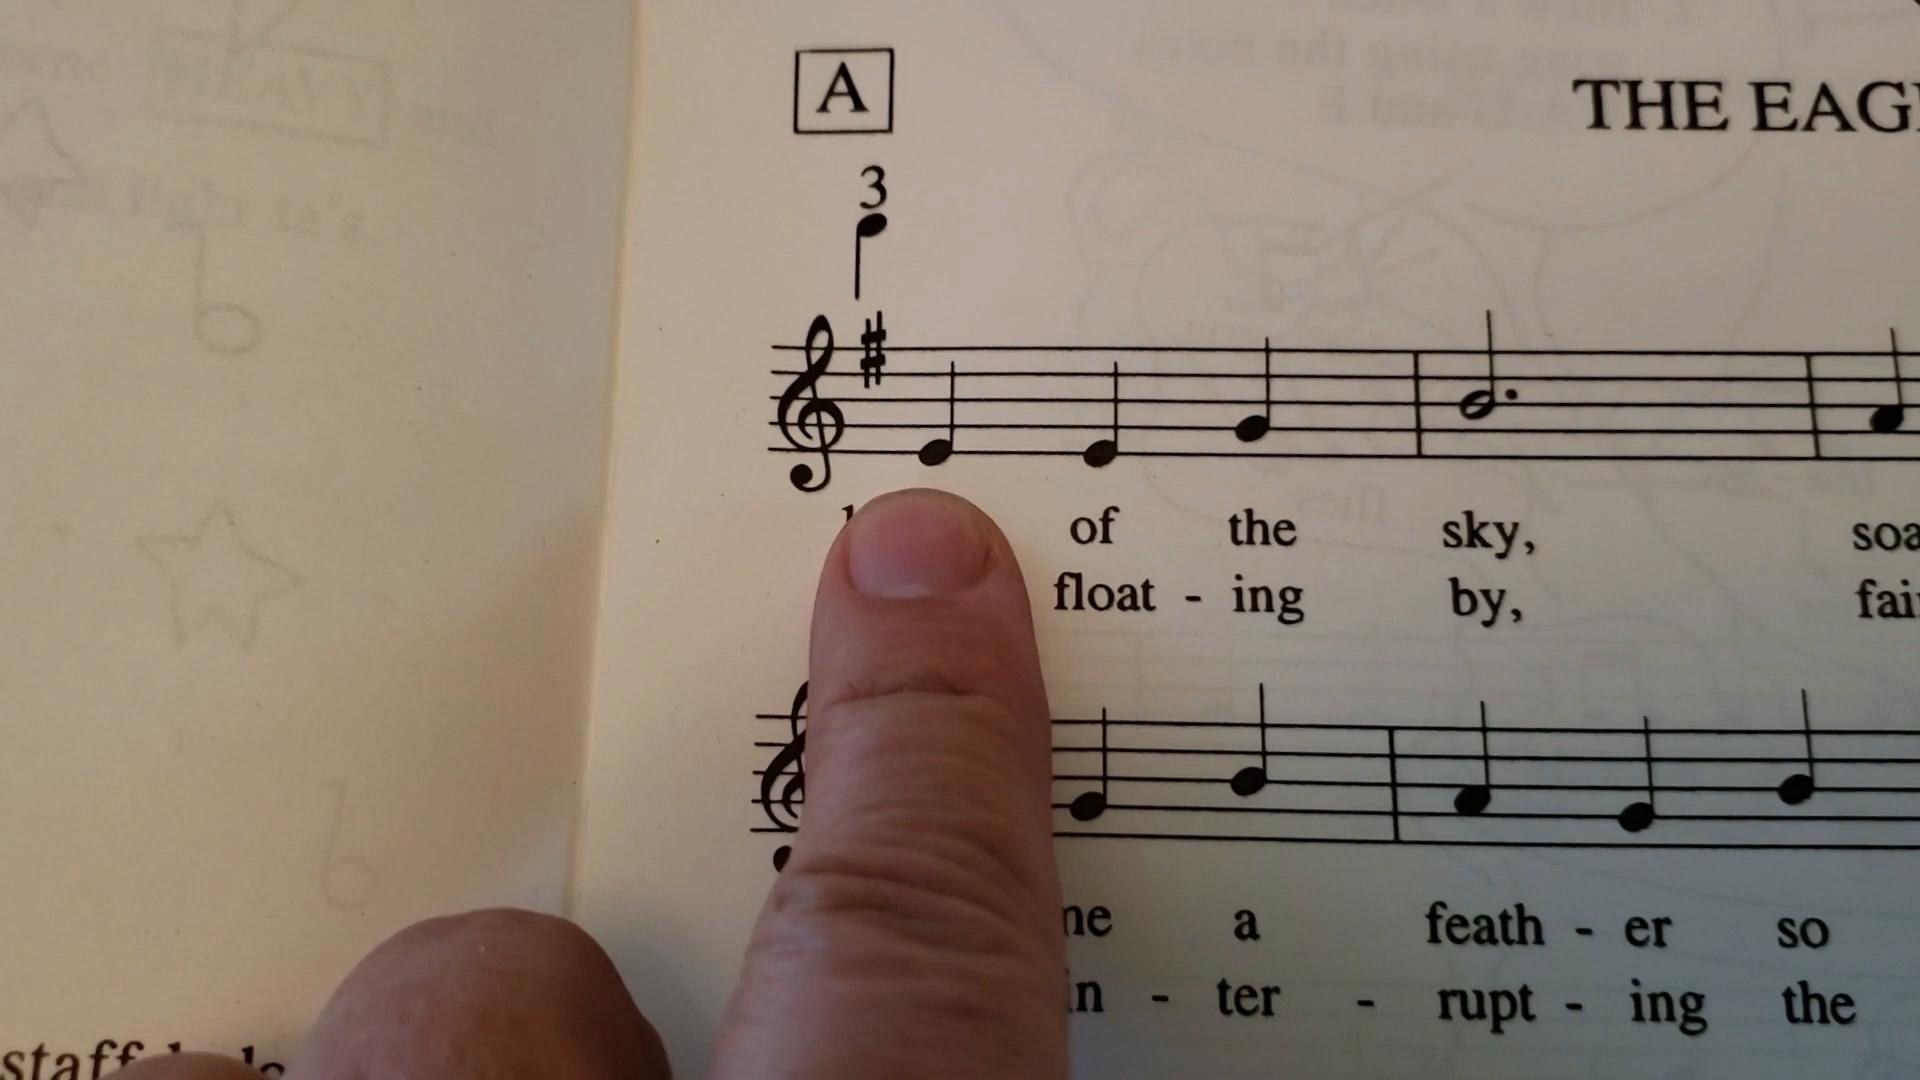 A
THE EAG
3
of the sky, soa
float - ing by, fai
ne a feath - er so
in - ter - rupt - ing the
staff